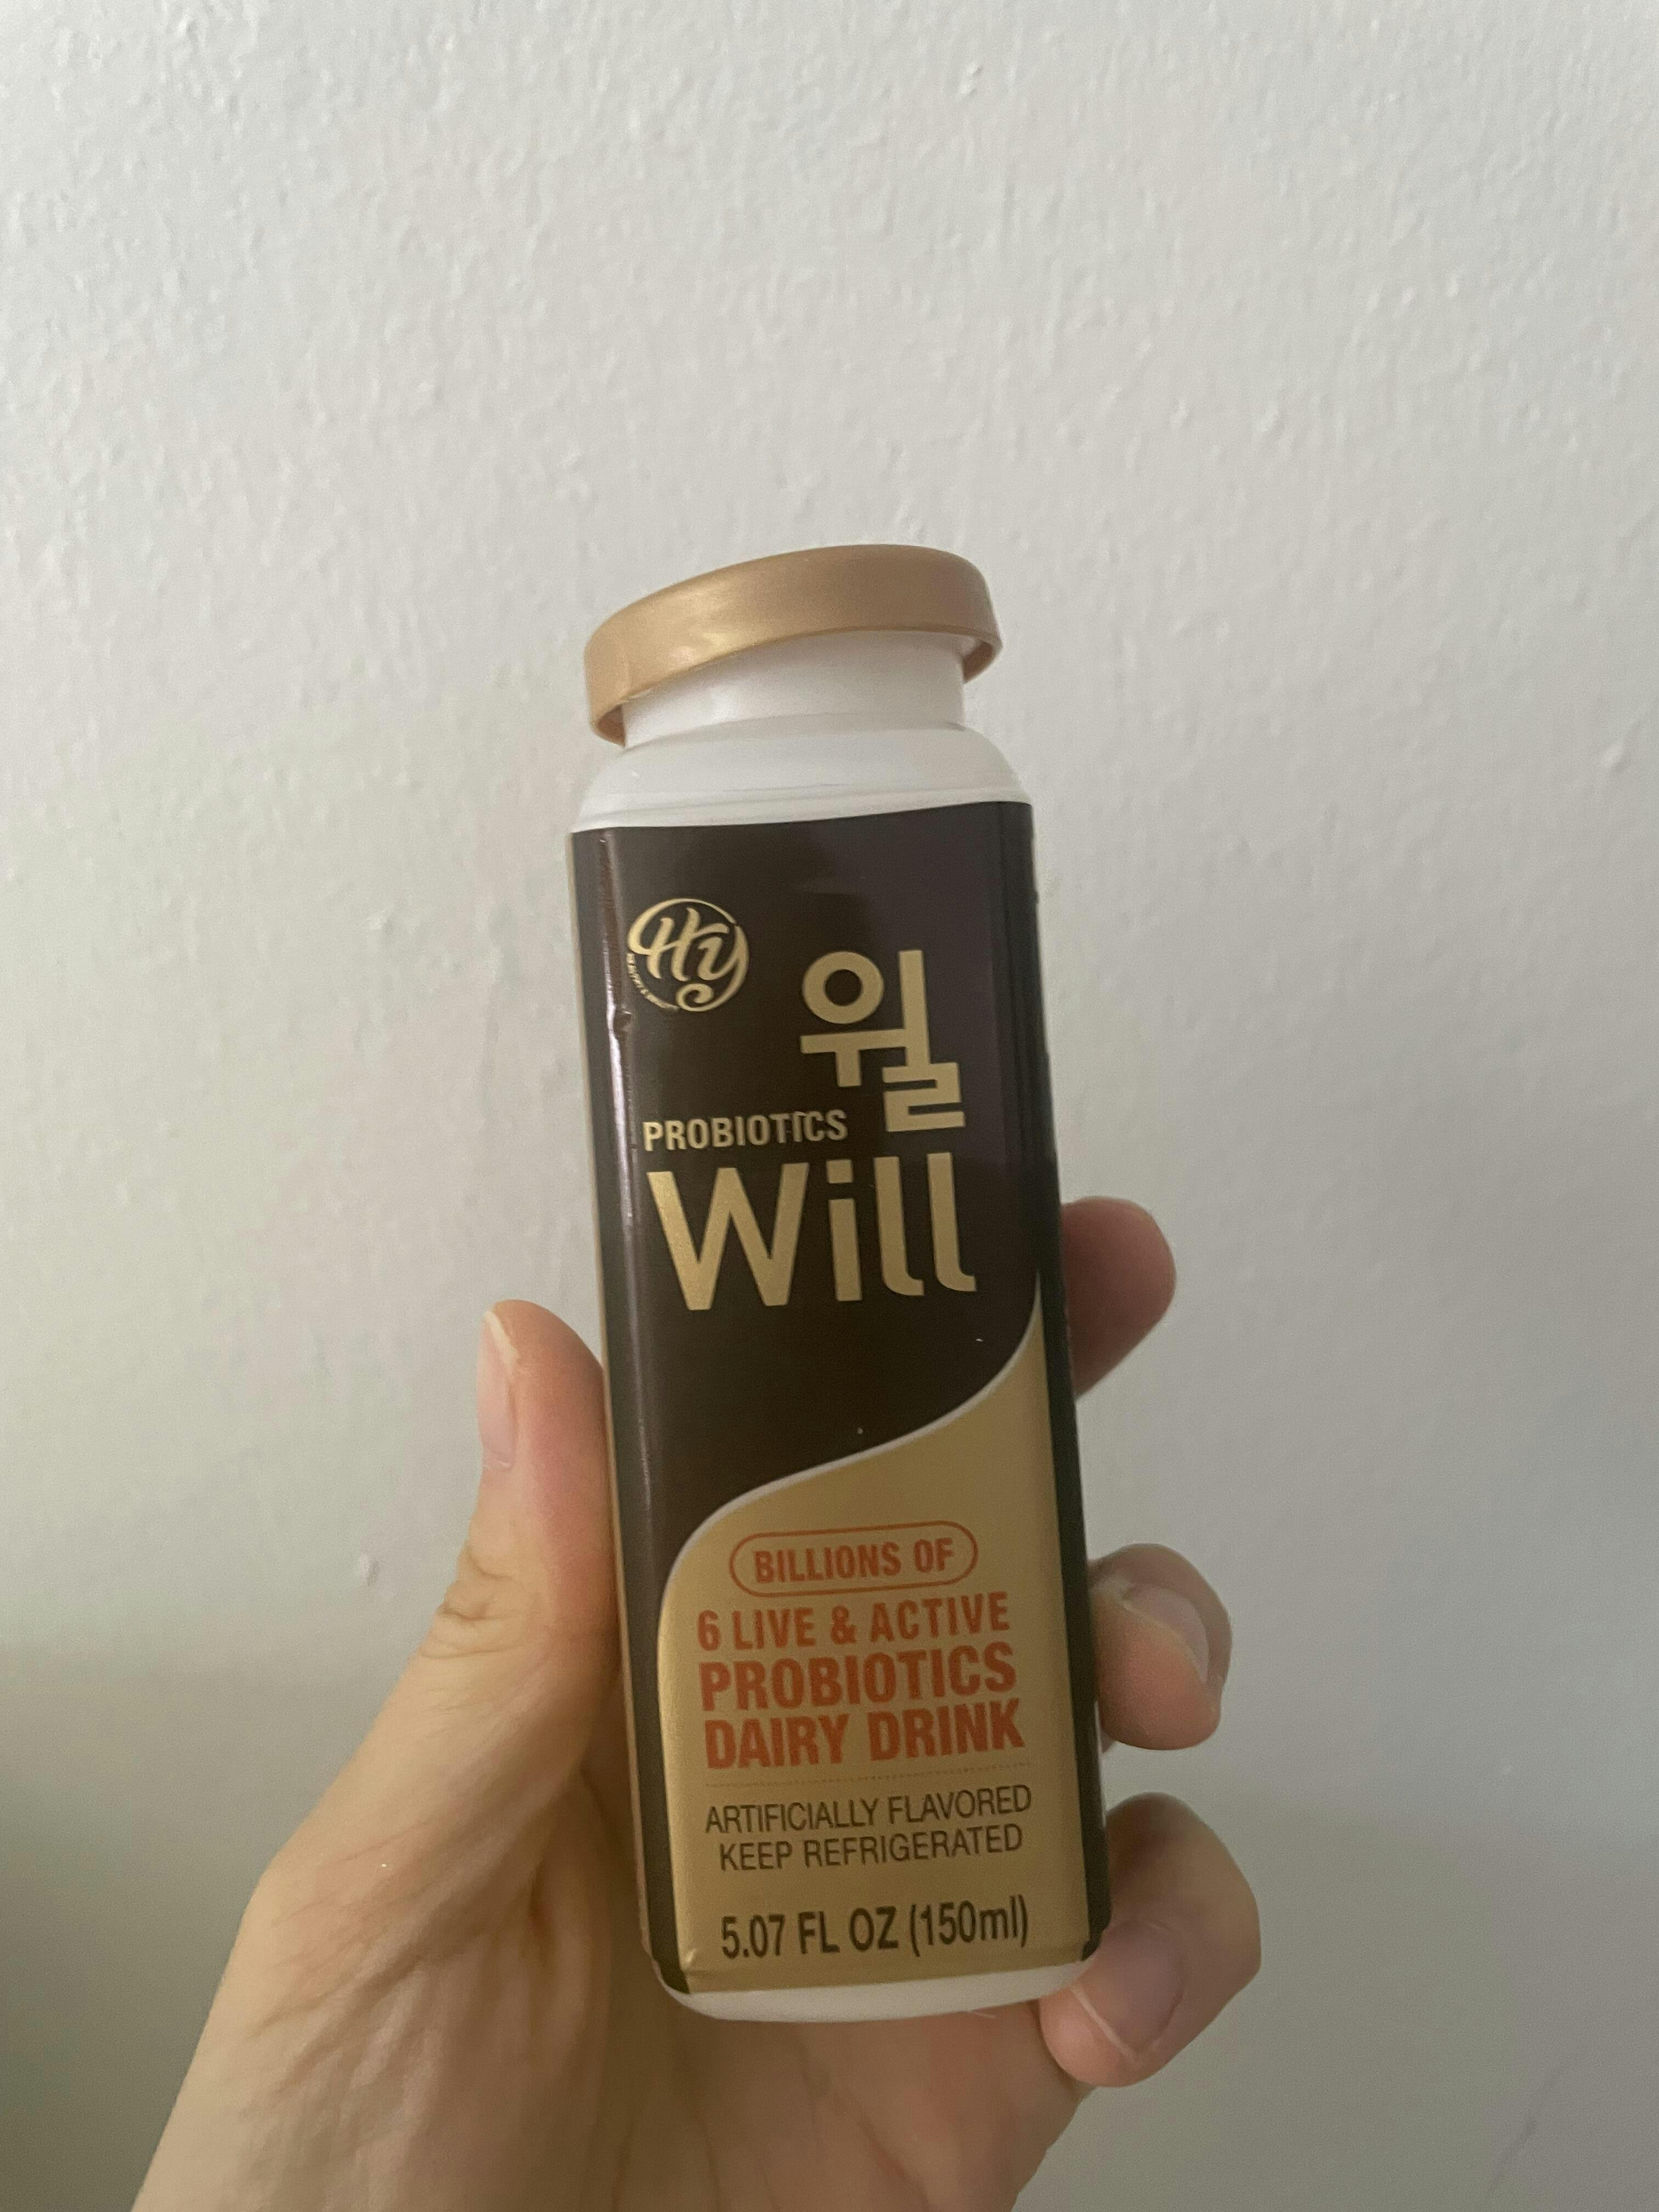 Hy
윌
PROBIOTICS
Will
BILLIONS OF
6 LIVE & ACTIVE
PROBIOTICS
DAIRY DRINK
ARTIFICIALLY FLAVORED
KEEP REFRIGERATED
5.07 FL OZ (150ml)